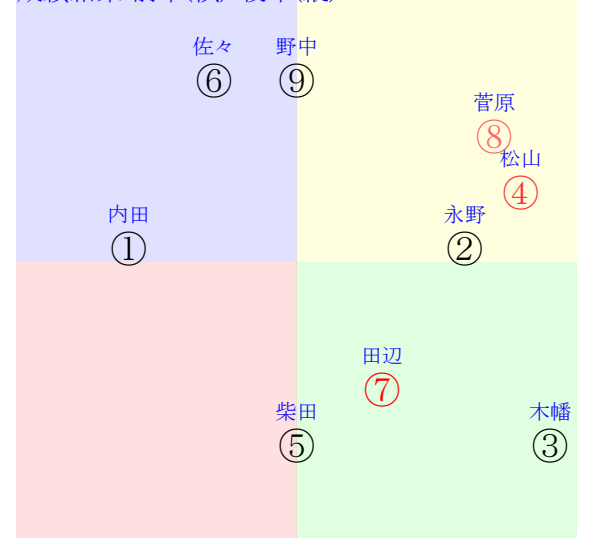 佐々 野中
⑥ ⑨
菅原
⑧
松山
④
内田 永野
① ②
田辺
⑦
柴田 木幡
⑤ ③